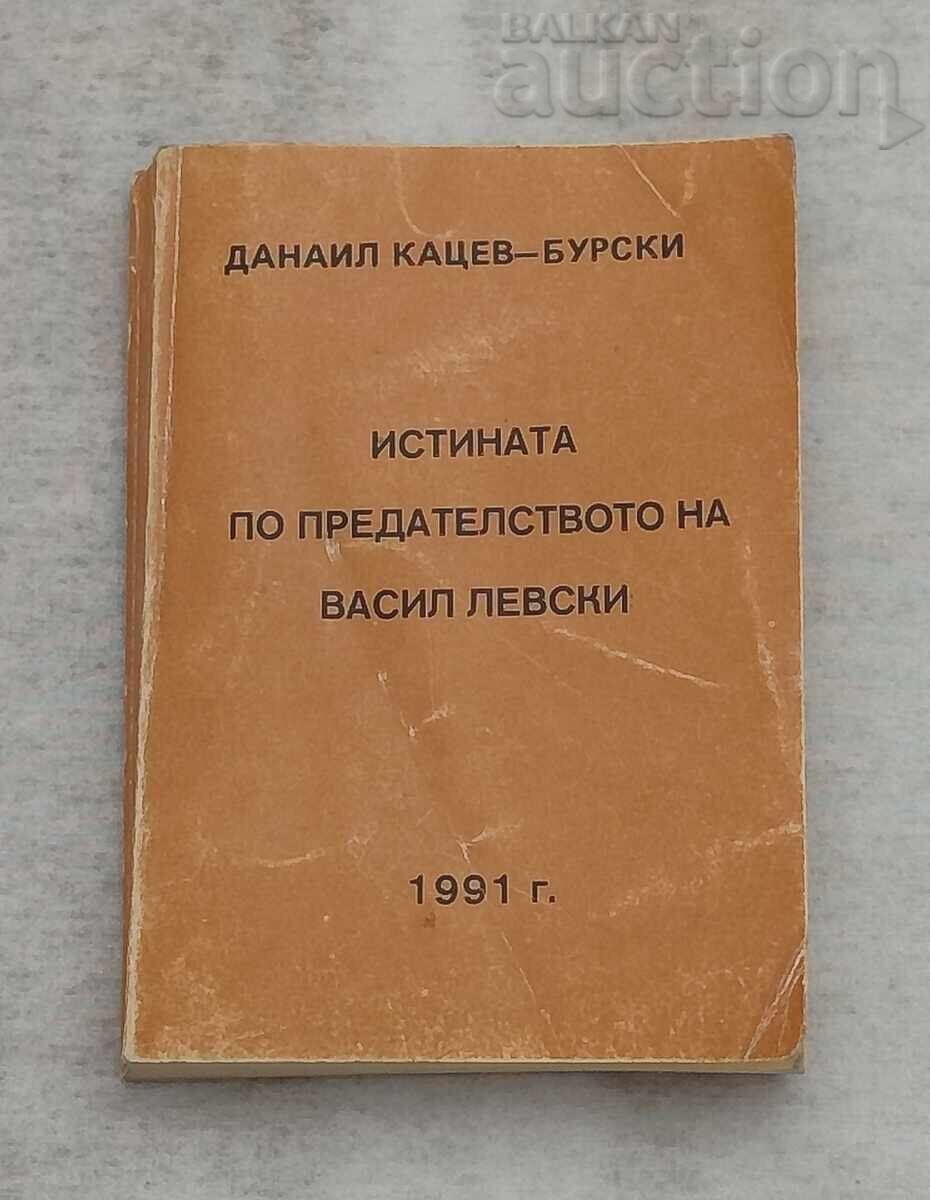 BALKAN
auction
ДАНАИЛ КАЦЕВ–БУРСКИ
ИСТИНАТА
ПО ПРЕДАТЕЛСТВОТО НА
ВАСИЛ ЛЕВСКИ
1991 г.